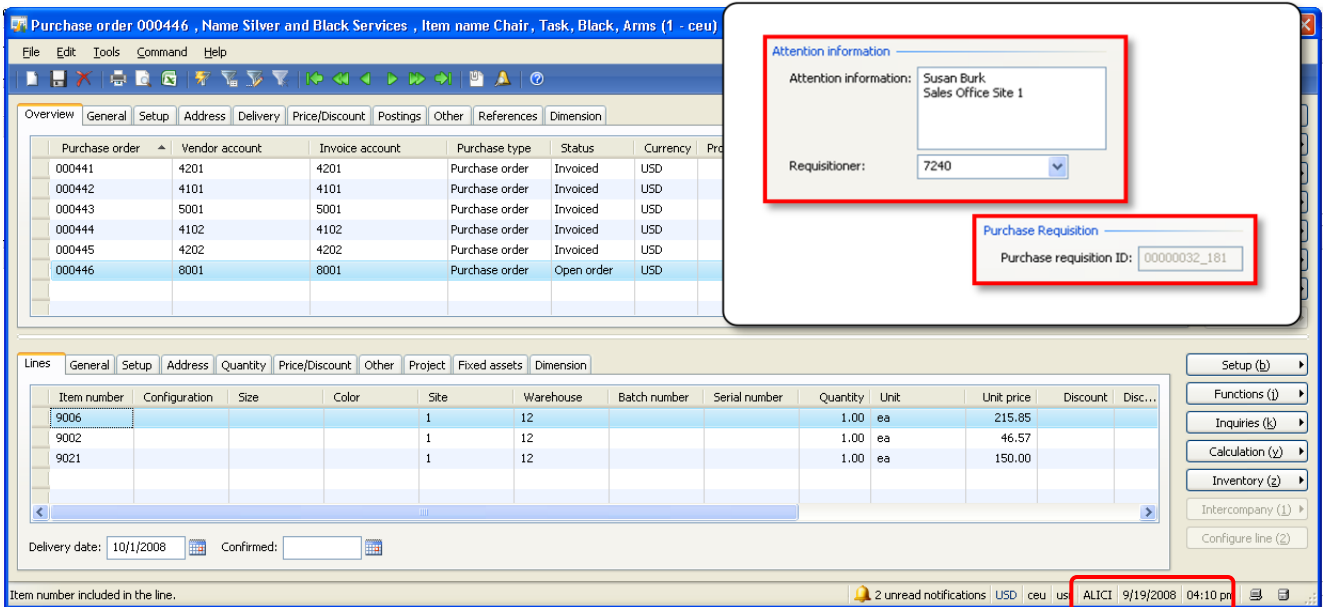 Purchase order 000446 , Name Silver and Black Services , Item name Chair, Task, Black, Arms (1 - ceu)
File Edit Tools Command Help
Attention information
Attention information: Susan Burk
Sales Office Site 1
Requisitioner: 7240
Purchase Requisition
Purchase requisition ID: 00000032_181
Overview General Setup Address Delivery Price/Discount Postings Other References Dimension
Purchase order Vendor account Invoice account Purchase type Status Currency
000441 4201 4201 Purchase order Invoiced USD
000442 4101 4101 Purchase order Invoiced USD
000443 5001 5001 Purchase order Invoiced USD
000444 4102 4102 Purchase order Invoiced USD
000445 4202 4202 Purchase order Invoiced USD
000446 8001 8001 Purchase order Open order USD
Lines General Setup Address Quantity Price/Discount Other Project Fixed assets Dimension
Item number Configuration Size Color Site Warehouse Batch number Serial number Quantity Unit Unit price Discount Disc...
9006 1 12 1.00 ea 215.85
9002 1 12 1.00 ea 46.57
9021 1 12 1.00 ea 150.00
Setup (b)
Functions (j)
Inquiries (k)
Calculation (y)
Inventory (z)
Intercompany (1)
Configure line (2)
Delivery date: 10/1/2008 Confirmed:
Item number included in the line. 2 unread notifications USD ceu ALICI 9/19/2008 04:10 pm